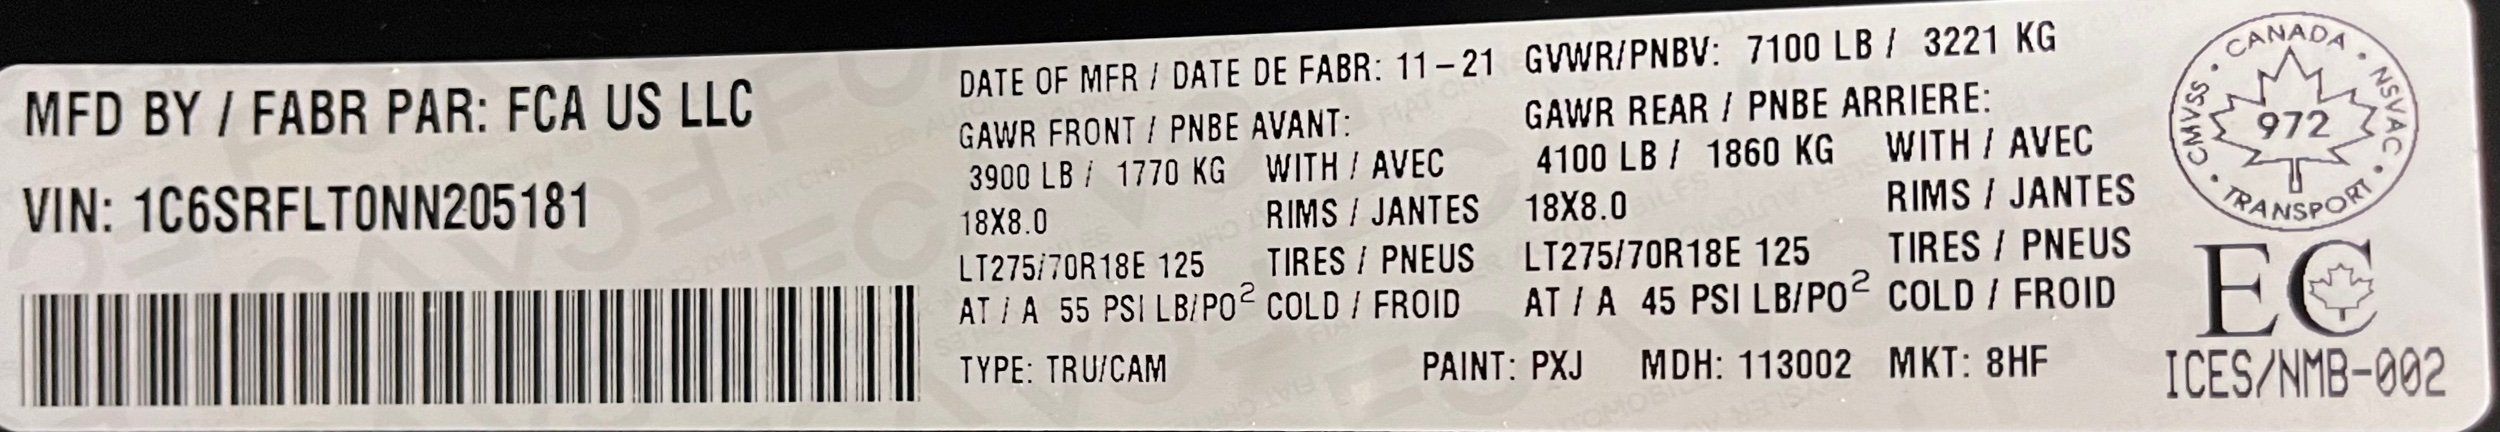 MFD BY / FABR PAR: FCA US LLC
VIN: 1C6SRFLT0NN205181
DATE OF MFR / DATE DE FABR: 11-21
GAWR FRONT / PNBE AVANT:
3900 LB / 1770 KG WITH / AVEC
18X8.0 RIMS / JANTES
LT275/70R18E 125 TIRES / PNEUS
AT / A 55 PSI LB/PO² COLD / FROID
TYPE: TRU/CAM
GVWR/PNBV: 7100 LB / 3221 KG
GAWR REAR / PNBE ARRIERE:
4100 LB / 1860 KG WITH / AVEC
18X8.0 RIMS / JANTES
LT275/70R18E 125 TIRES / PNEUS
AT / A 45 PSI LB/PO² COLD / FROID
PAINT: PXJ MDH: 113002 MKT: 8HF
CANADA · NSVAC · TRANSPORT · CMVSS ·
972
EC
ICES/NMB-002